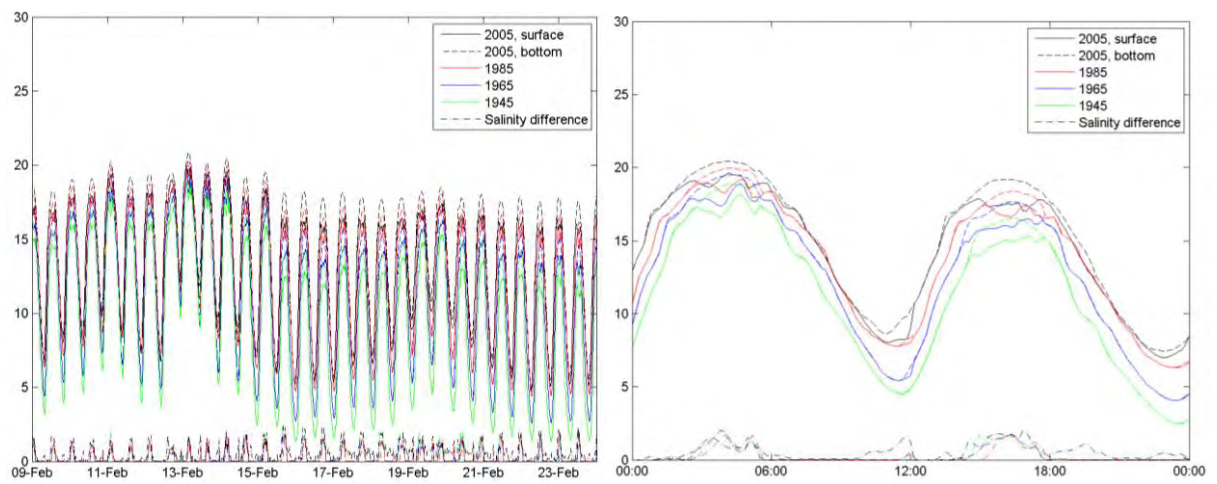 30
25
20
15
10
5
0
09-Feb 11-Feb 13-Feb 15-Feb 17-Feb 19-Feb 21-Feb 23-Feb
2005, surface
2005, bottom
1985
1965
1945
Salinity difference
30
25
20
15
10
5
0
00:00 06:00 12:00 18:00 00:00
2005, surface
2005, bottom
1985
1965
1945
Salinity difference